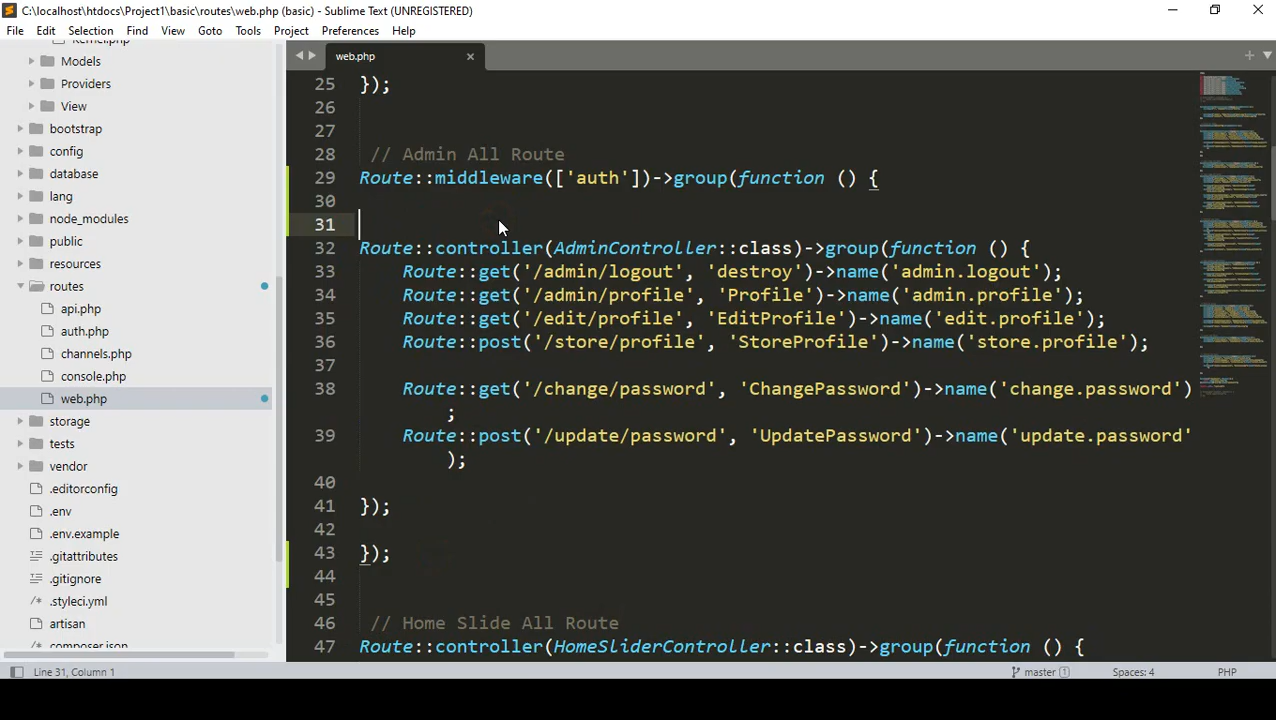 C:\localhost\htdocs\Project1\basic\routes\web.php (basic) - Sublime Text (UNREGISTERED)
File Edit Selection Find View Goto Tools Project Preferences Help
Kernel.php
Models
Providers
View
bootstrap
config
database
lang
node_modules
public
resources
routes
api.php
auth.php
channels.php
console.php
web.php
storage
tests
vendor
.editorconfig
.env
.env.example
.gitattributes
.gitignore
.styleci.yml
artisan
composer.json
web.php
25 });
26
27
28 // Admin All Route
29 Route::middleware(['auth'])->group(function () {
30
31
32 Route::controller(AdminController::class)->group(function () {
33 Route::get('/admin/logout', 'destroy')->name('admin.logout');
34 Route::get('/admin/profile', 'Profile')->name('admin.profile');
35 Route::get('/edit/profile', 'EditProfile')->name('edit.profile');
36 Route::post('/store/profile', 'StoreProfile')->name('store.profile');
37
38 Route::get('/change/password', 'ChangePassword')->name('change.password')
;
39 Route::post('/update/password', 'UpdatePassword')->name('update.password'
);
40
41 });
42
43 });
44
45
46 // Home Slide All Route
47 Route::controller(HomeSliderController::class)->group(function () {
Line 31, Column 1 master 1 Spaces: 4 PHP